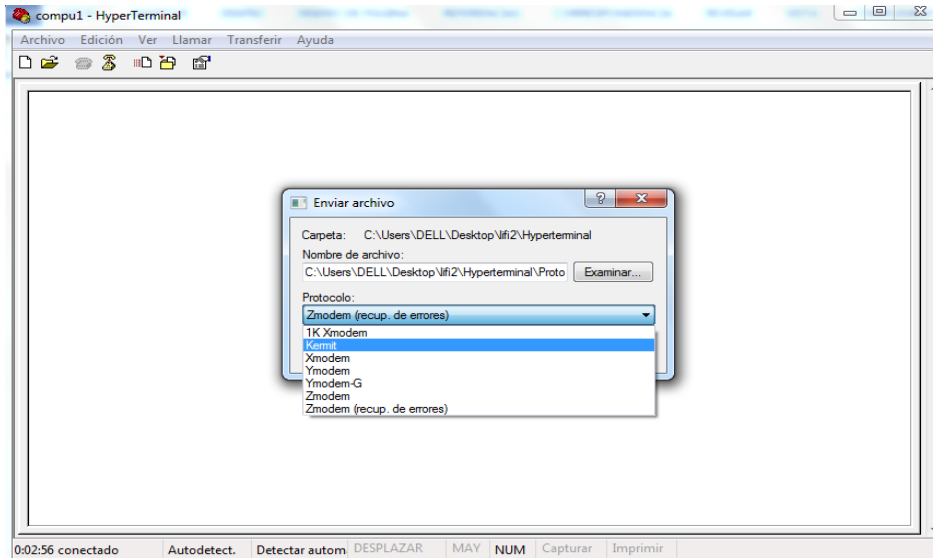 compu1 - HyperTerminal
Archivo Edición Ver Llamar Transferir Ayuda
Enviar archivo
Carpeta: C:\Users\DELL\Desktop\lifi2\Hyperterminal
Nombre de archivo:
C:\Users\DELL\Desktop\lifi2\Hyperterminal\Proto Examinar...
Protocolo:
Zmodem (recup. de errores)
1K Xmodem
Kermit
Xmodem
Ymodem
Ymodem-G
Zmodem
Zmodem (recup. de errores)
0:02:56 conectado Autodetect. Detectar autom. DESPLAZAR MAY NUM Capturar Imprimir